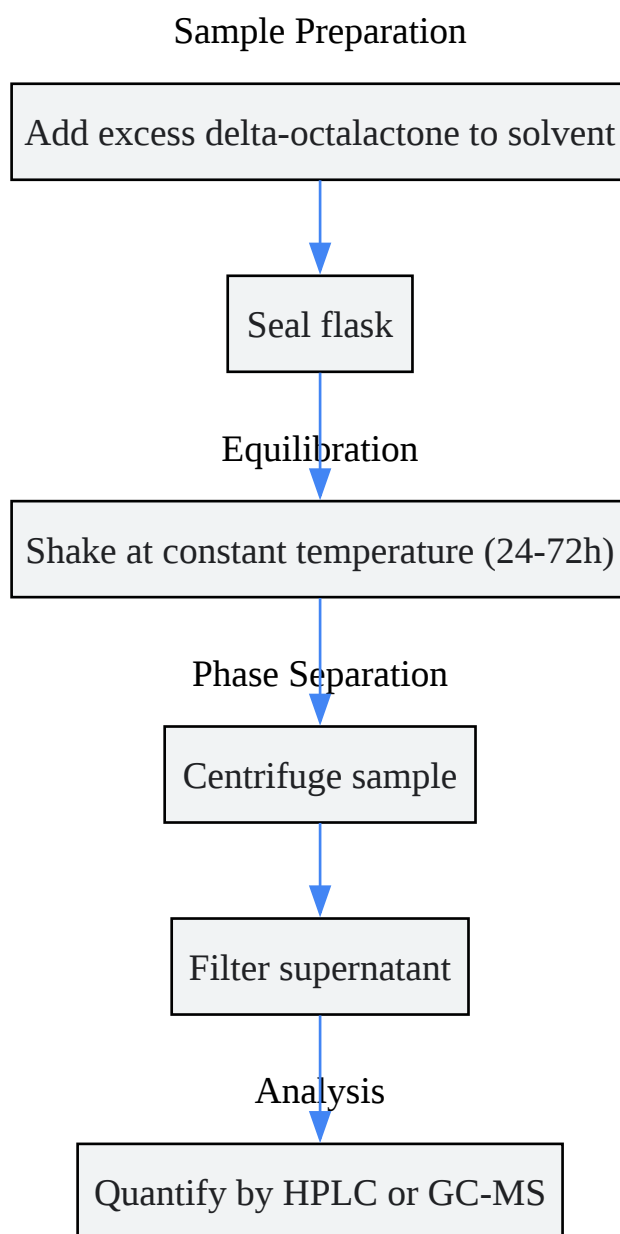 Sample Preparation
Add excess delta-octalactone to solvent
Seal flask
Equilibration
Shake at constant temperature (24-72h)
Phase Separation
Centrifuge sample
Filter supernatant
Analysis
Quantify by HPLC or GC-MS